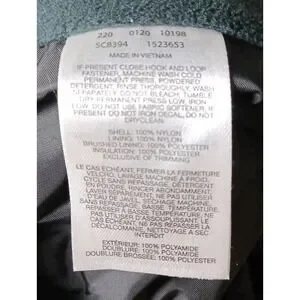 220 0120 10198
SC8394 1523653
MADE IN VIETNAM
IF PRESENT CLOSE HOOK AND LOOP
FASTENER, MACHINE WASH COLD
PERMANENT PRESS, POWDERED
DETERGENT, RINSE THOROUGHLY, WASH
SEPARATELY DO NOT BLEACH, TUMBLE
DRY PERMANENT PRESS LOW, IRON
LOW, DO NOT USE FABRIC SOFTENER, IF
PRESENT DO NOT IRON DECAL, DO NOT
DRYCLEAN
SHELL: 100% NYLON
LINING: 100% NYLON
BRUSHED LINING: 100% POLYESTER
INSULATION: 100% POLYESTER
EXCLUSIVE OF TRIMMING
LE CAS ÉCHÉANT, FERMER LA FERMETURE
VELCRO, LAVAGE MACHINE A FROID,
CYCLE SANS REPASSAGE, DÉTERGENT
EN POUDRE, RINCER ABONDAMMENT,
LAVER SÉPARÉMENT, NE PAS UTILISER
D'EAU DE JAVEL, SÉCHAGE MACHINE,
SANS REPASSAGE, BASSE TEMPÉRATURE,
REPASSAGE À FROID, NE PAS UTILISER
D'ASSOUPLISSANT, LE CAS
ÉCHÉANT, NE PAS REPASSER LA
DÉCALCOMANIE, NETTOYAGE A SEC
INTERDIT
EXTÉRIEUR: 100% POLYAMIDE
DOUBLURE: 100% POLYAMIDE
DOUBLURE BROSSÉE: 100% POLYESTER